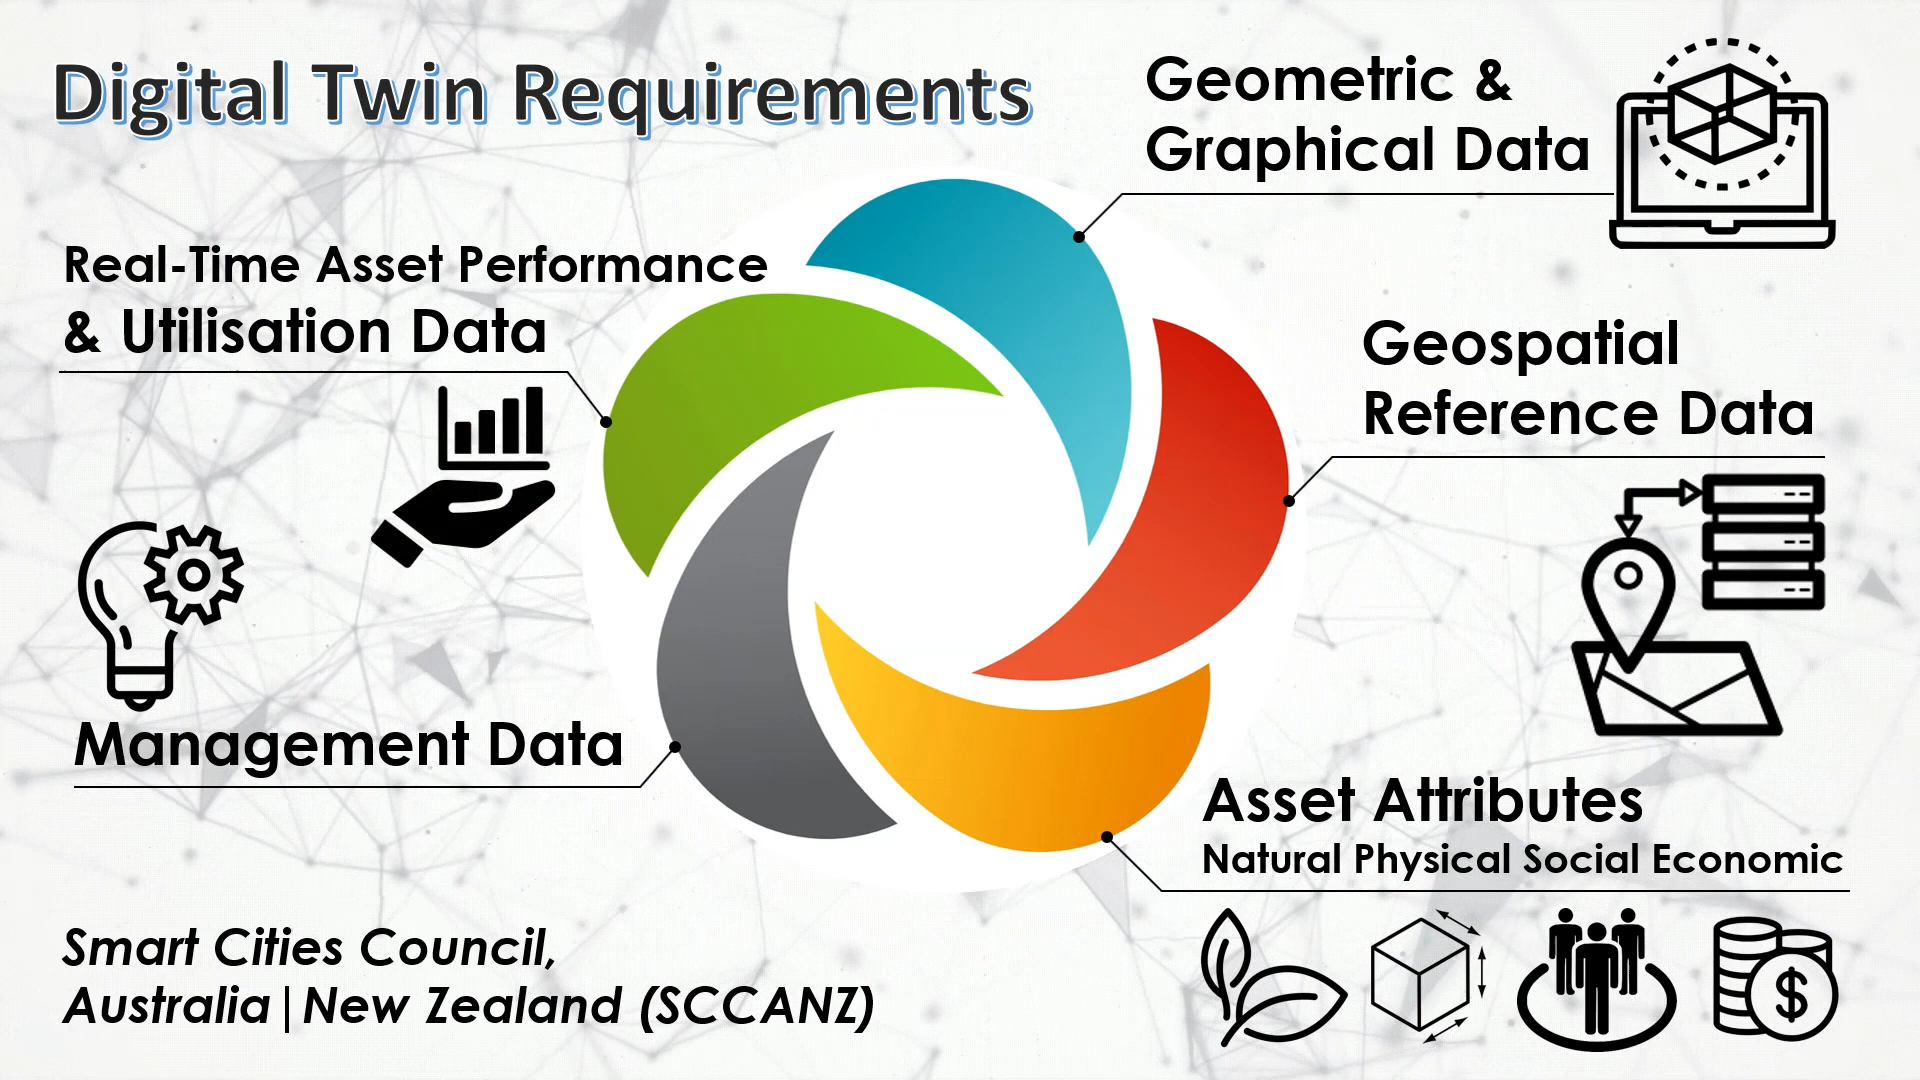 Digital Twin Requirements
Geometric &
Graphical Data
Real-Time Asset Performance
& Utilisation Data
Geospatial
Reference Data
Management Data
Asset Attributes
Natural Physical Social Economic
$
Smart Cities Council,
Australia|New Zealand (SCCANZ)